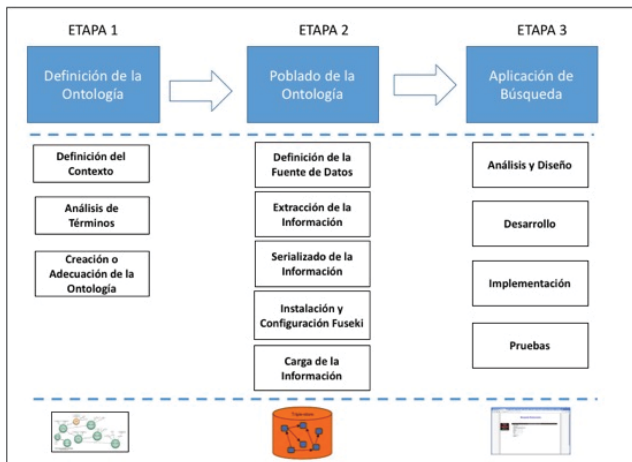 ETAPA 1
ETAPA 2
ETAPA 3
Definición de la
Ontología
Poblado de la
Ontología
Aplicación de
Búsqueda
Definición del
Contexto
Análisis de
Términos
Creación o
Adecuación de la
Ontología
Definición de la
Fuente de Datos
Extracción de la
Información
Serializado de la
Información
Instalación y
Configuración Fuseki
Carga de la
Información
Análisis y Diseño
Desarrollo
Implementación
Pruebas